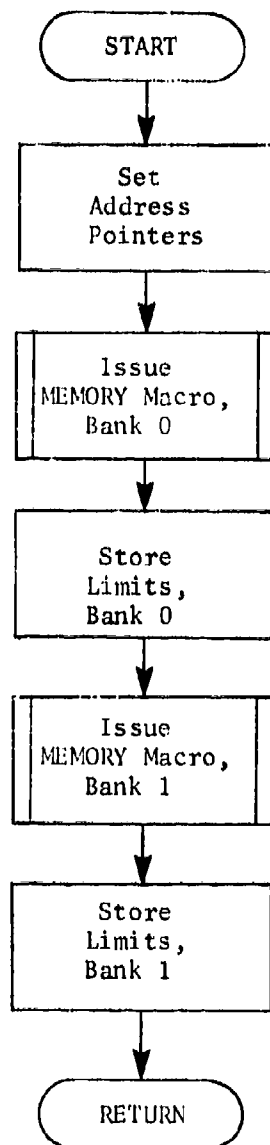 START
Set
Address
Pointers
Issue
MEMORY Macro,
Bank 0
Store
Limits,
Bank 0
Issue
MEMORY Macro,
Bank 1
Store
Limits,
Bank 1
RETURN